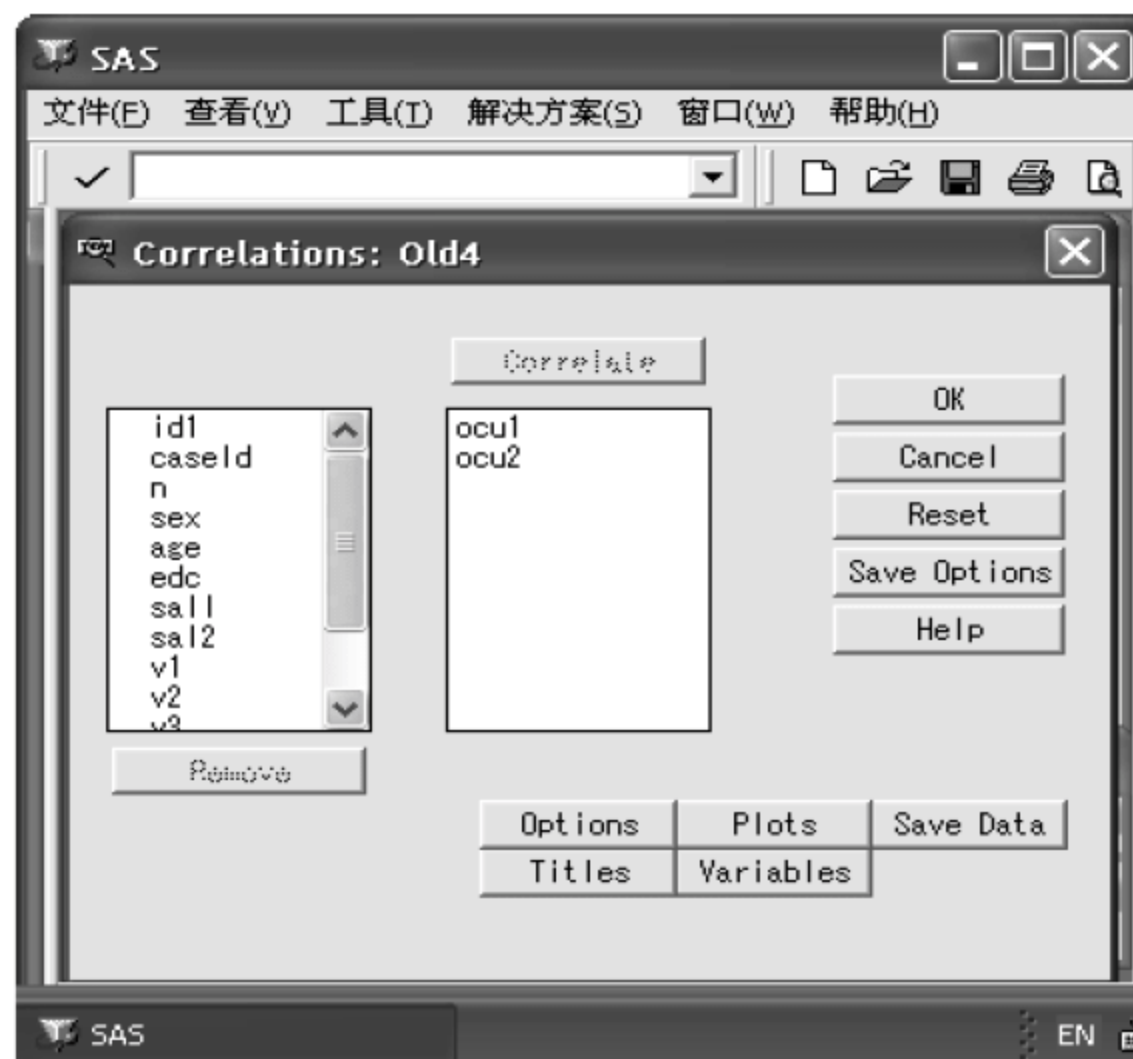 SAS
文件(F) 查看(V) 工具(T) 解决方案(S) 窗口(W) 帮助(H)
Correlations: Old4
Correlate
id1
caseId
n
sex
age
edc
sal1
sal2
v1
v2
v3
ocu1
ocu2
OK
Cancel
Reset
Save Options
Help
Remove
Options Plots Save Data
Titles Variables
SAS EN